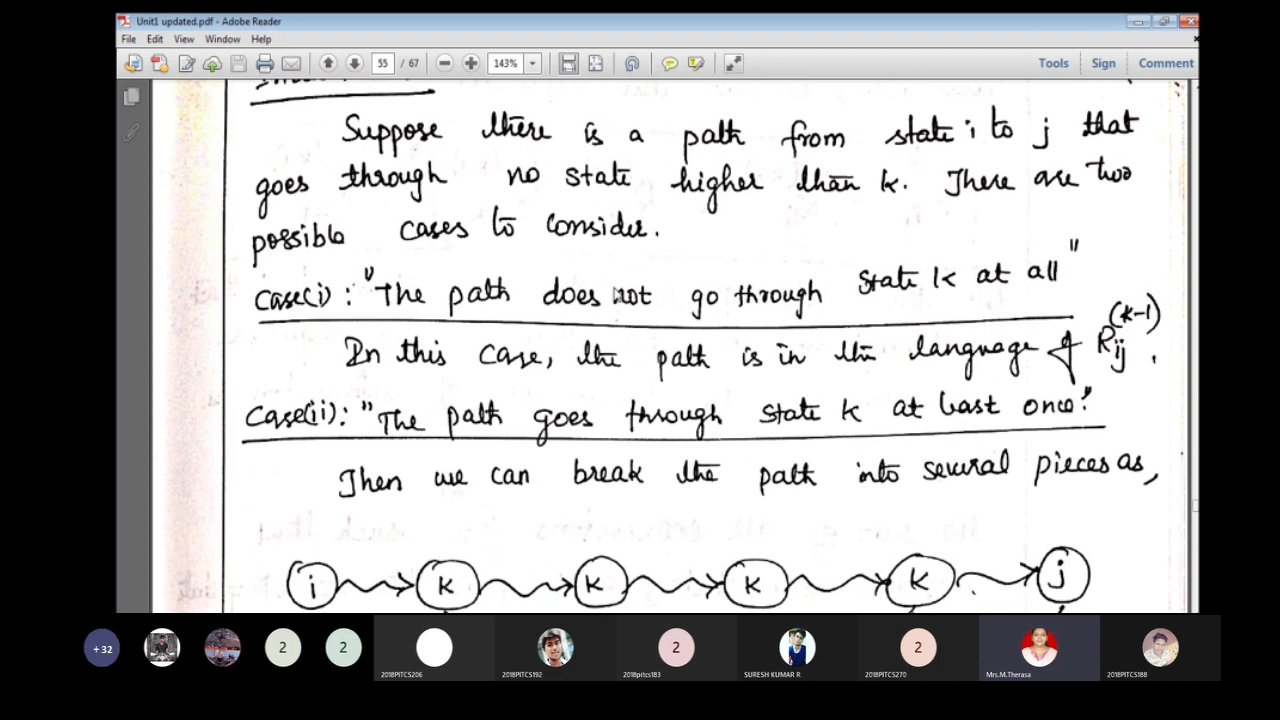 Unit1 updated.pdf - Adobe Reader
File Edit View Window Help
55 / 67 143% Tools Sign Comment
Suppose there is a path from state i to j that
goes through no state higher than k. There are two
possible cases to consider.
Case(i): "The path does not go through state k at all"
In this case, the path is in the language of Rij(k-1).
Case(ii): "The path goes through state k at least once."
Then we can break the path into several pieces as,
i k k k k j
+32 2 2 2 2
2018PITCS206 2018PITCS192 2018pitcs183 SURESH KUMAR R 2018PITCS270 Mrs.M.Therasa 2018PITCS188